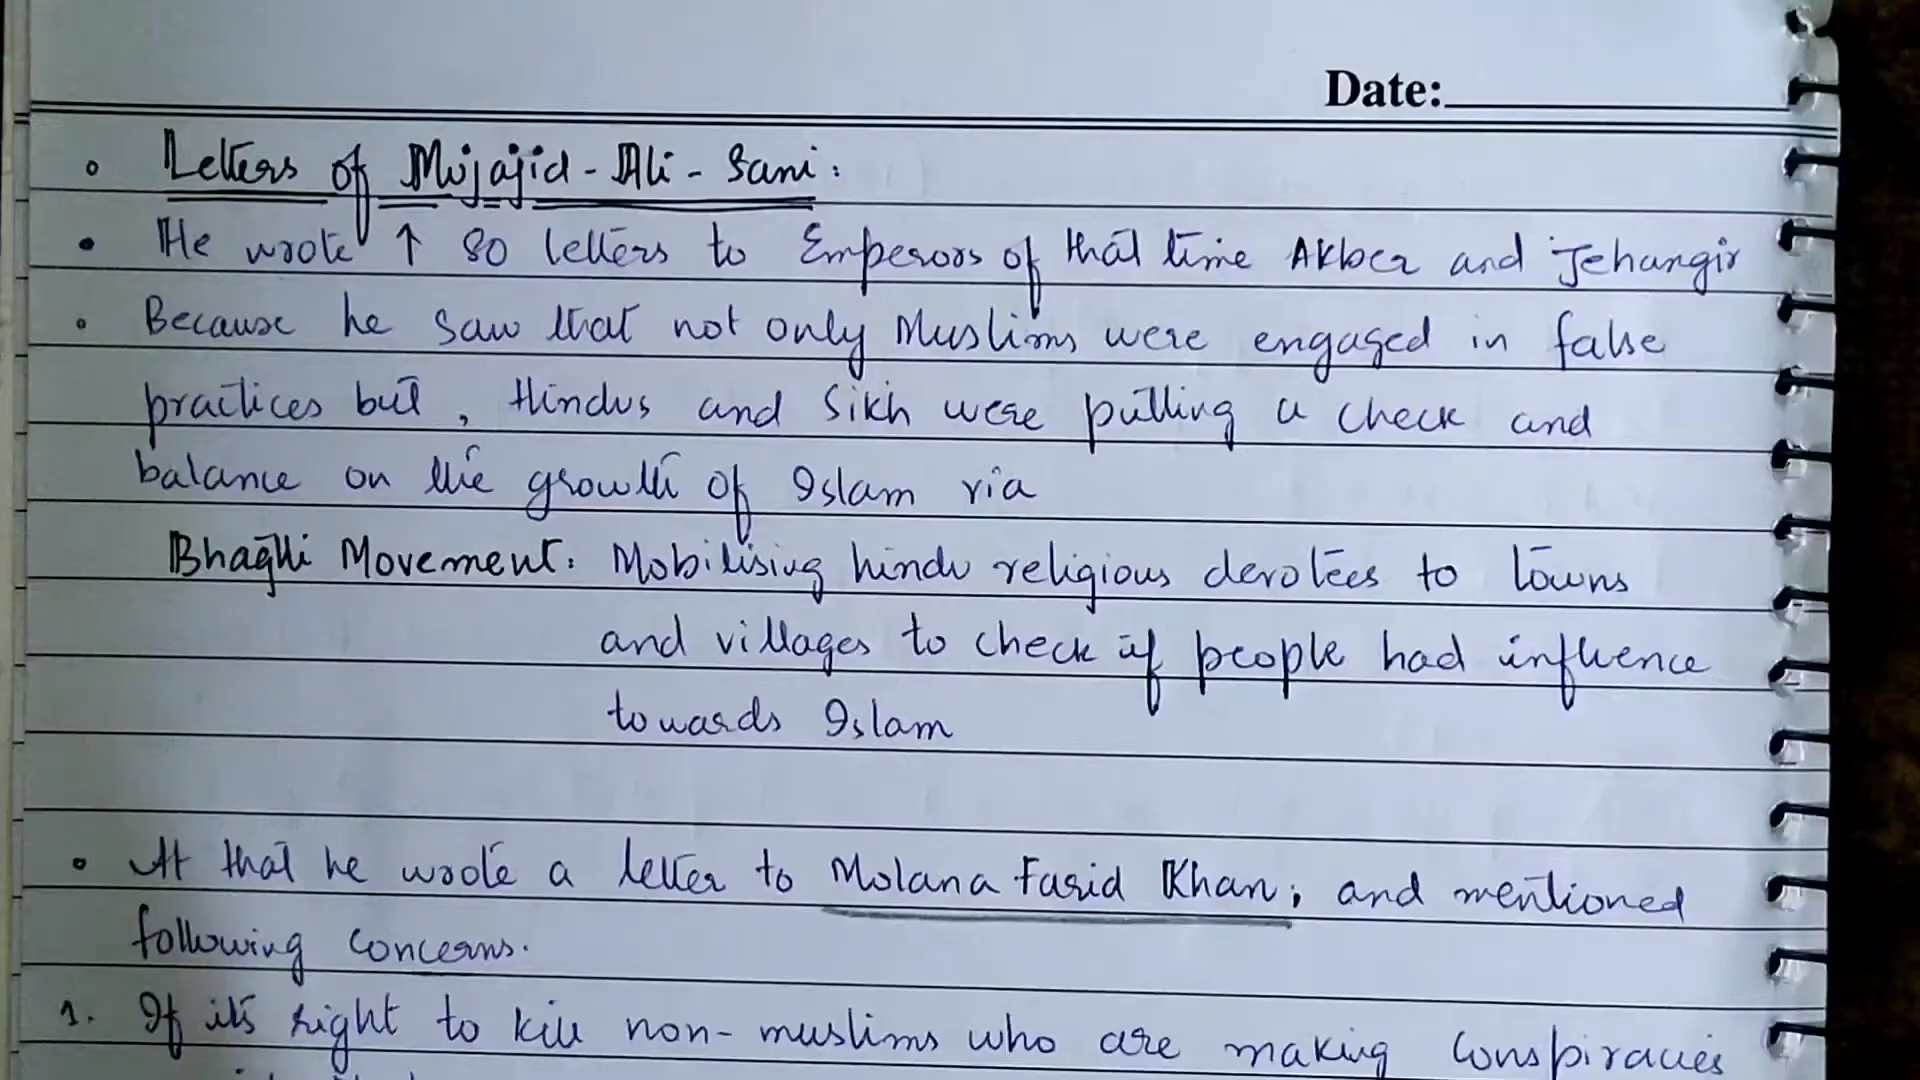 Date:
Letters of Mujajid - Ali - Sani:
He wrote ↑ 80 letters to Emperors of that time Akber and Jehangir
Because he saw that not only Muslims were engaged in false
practices but, Hindus and Sikh were putting a check and
balance on the growth of Islam via
Bhagti Movement: Mobilising hindu religious devotees to towns
and villages to check if people had influence
towards Islam
At that he wrote a letter to Molana Farid Khan, and mentioned
following concerns.
1. If its right to kill non-muslims who are making conspiracies